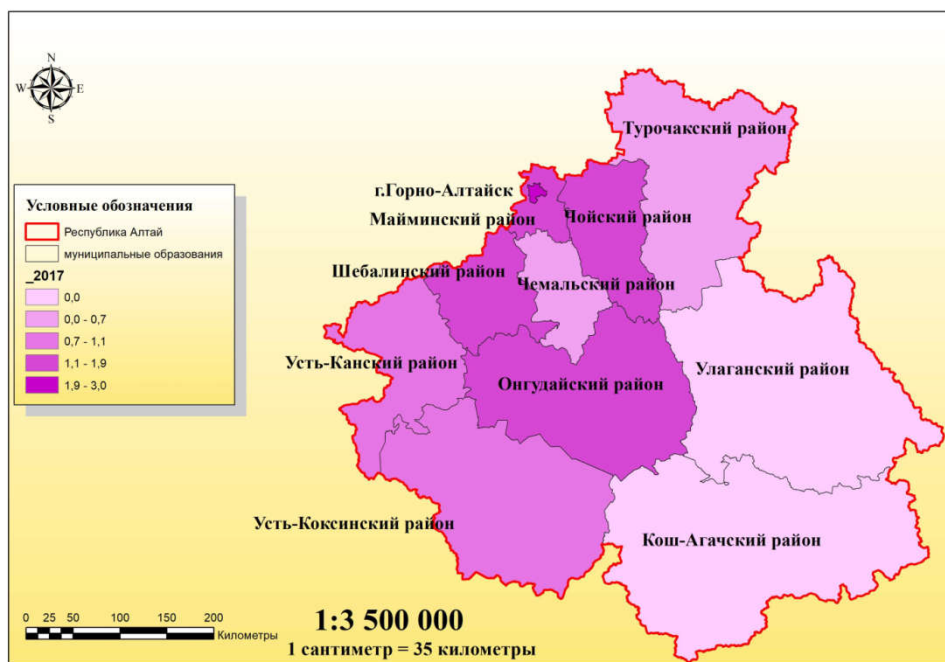 N
W
E
S
Турочакский район
г.Горно-Алтайск
Майминский район
Чойский район
Шебалинский район
Чемальский район
Усть-Канский район
Онгудайский район
Улаганский район
Усть-Коксинский район
Кош-Агачский район
Условные обозначения
Республика Алтай
муниципальные образования
_2017
0,0
0,0 - 0,7
0,7 - 1,1
1,1 - 1,9
1,9 - 3,0
0 25 50 100 150 200
Километры
1:3 500 000
1 сантиметр = 35 километры